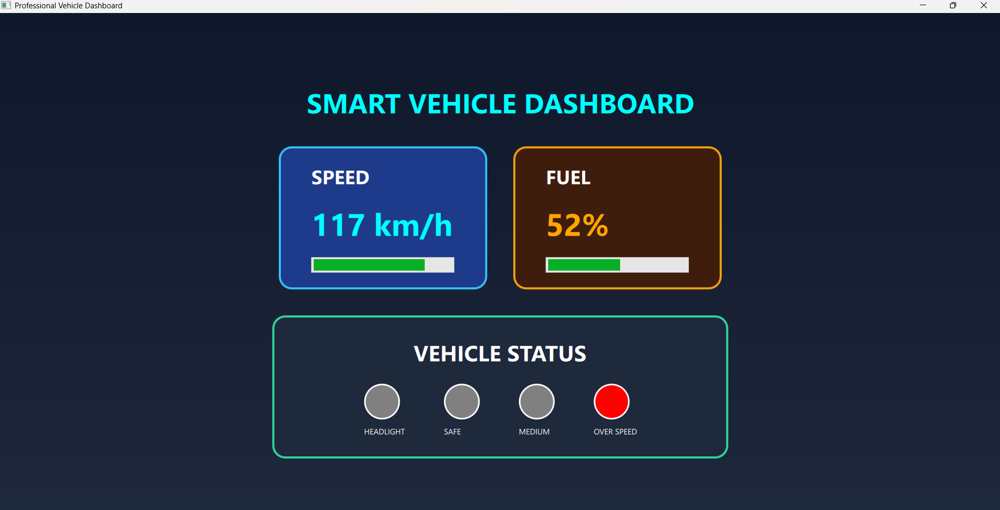 Professional Vehicle Dashboard
SMART VEHICLE DASHBOARD
SPEED
117 km/h
FUEL
52%
VEHICLE STATUS
HEADLIGHT
SAFE
MEDIUM
OVER SPEED